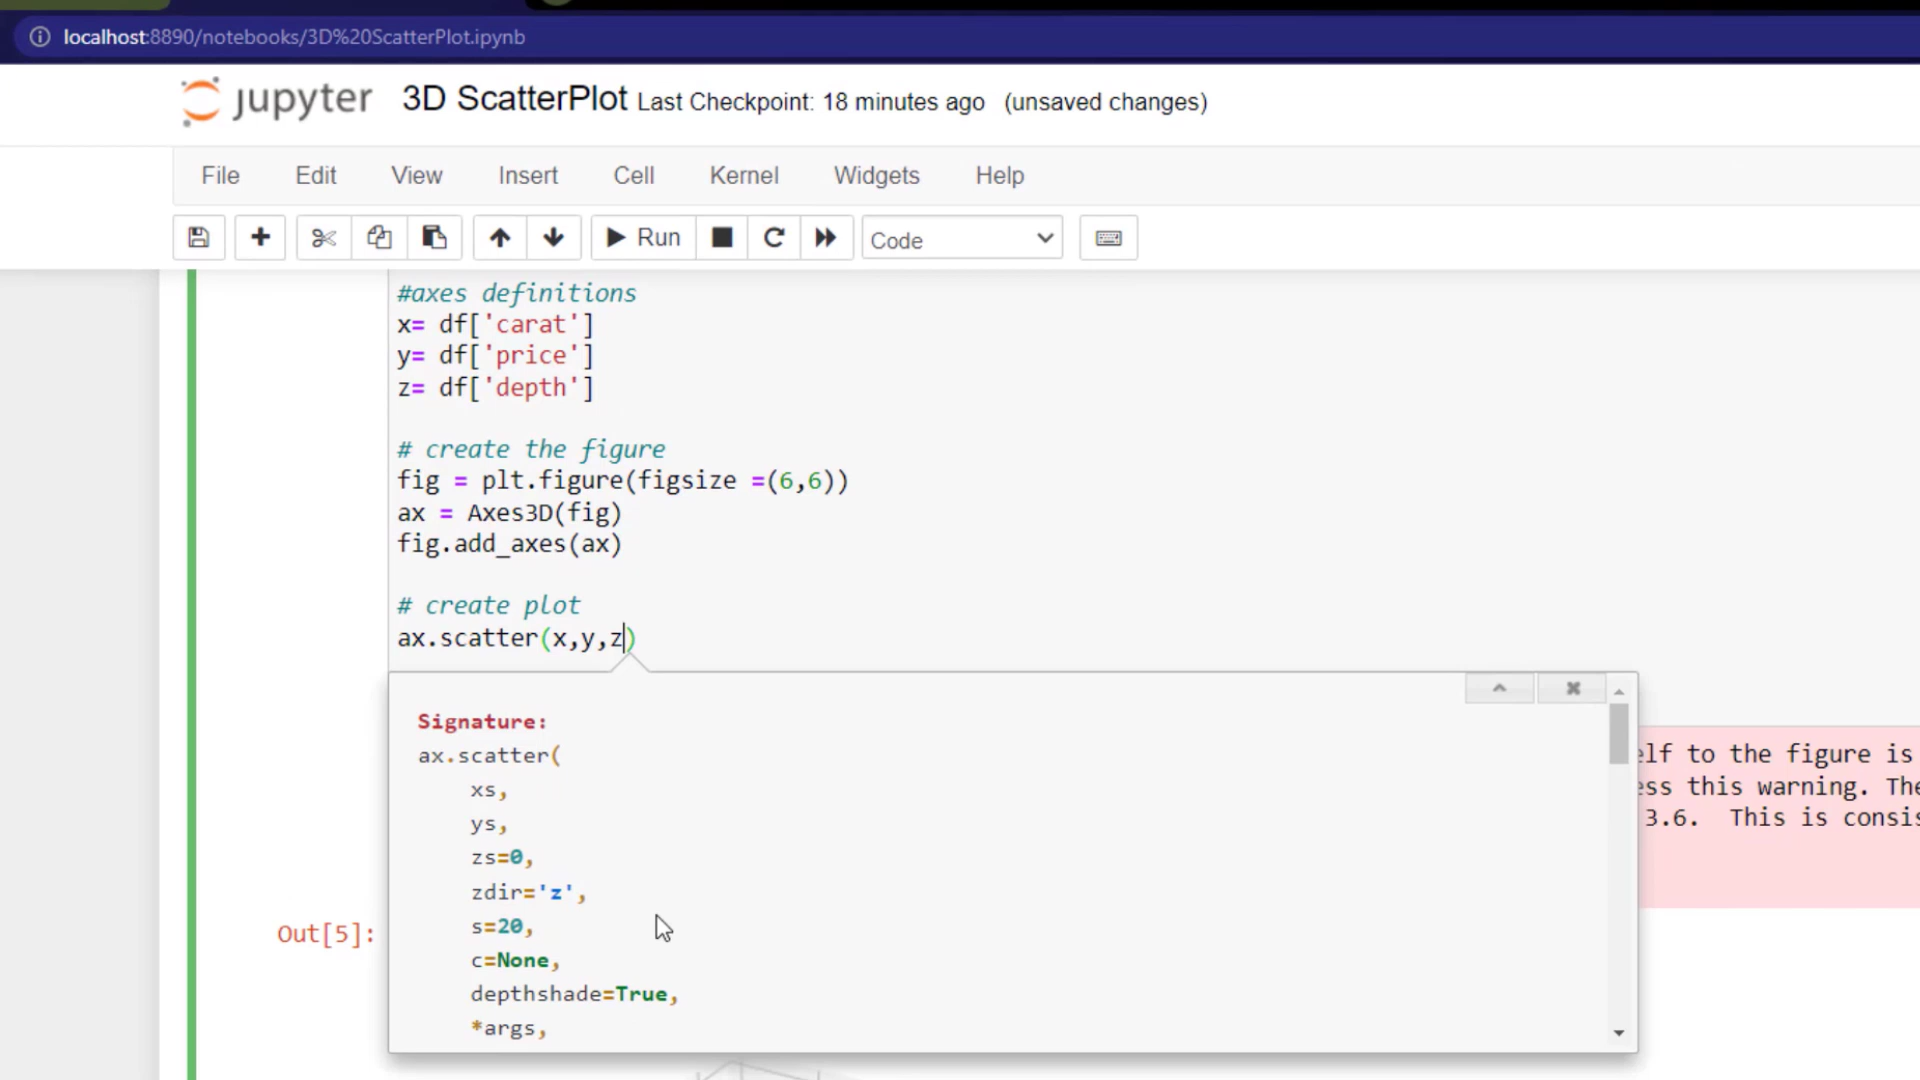 localhost:8890/notebooks/3D%20ScatterPlot.ipynb
jupyter 3D ScatterPlot Last Checkpoint: 18 minutes ago (unsaved changes)
File Edit View Insert Cell Kernel Widgets Help
Run Code
#axes definitions
x= df['carat']
y= df['price']
z= df['depth']
# create the figure
fig = plt.figure(figsize =(6,6))
ax = Axes3D(fig)
fig.add_axes(ax)
# create plot
ax.scatter(x,y,z)
Signature:
ax.scatter(
xs,
ys,
zs=0,
zdir='z',
s=20,
c=None,
depthshade=True,
*args,
elf to the figure is
ess this warning. The
3.6. This is consis
Out[5]: